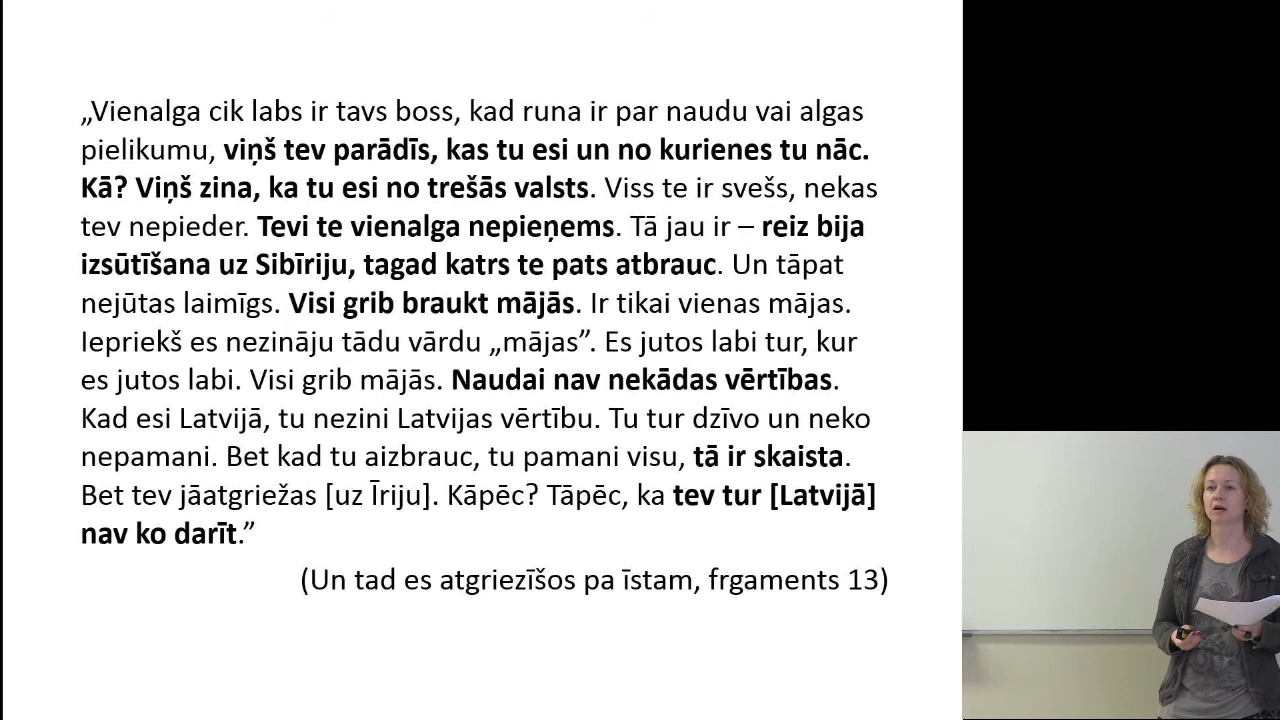 „Vienalga cik labs ir tavs boss, kad runa ir par naudu vai algas
pielikumu, viņš tev parādīs, kas tu esi un no kurienes tu nāc.
Kā? Viņš zina, ka tu esi no trešās valsts. Viss te ir svešs, nekas
tev nepieder. Tevi te vienalga nepieņems. Tā jau ir – reiz bija
izsūtīšana uz Sibīriju, tagad katrs te pats atbrauc. Un tāpat
nejūtas laimīgs. Visi grib braukt mājās. Ir tikai vienas mājas.
Iepriekš es nezināju tādu vārdu „mājas”. Es jutos labi tur, kur
es jutos labi. Visi grib mājās. Naudai nav nekādas vērtības.
Kad esi Latvijā, tu nezini Latvijas vērtību. Tu tur dzīvo un neko
nepamani. Bet kad tu aizbrauc, tu pamani visu, tā ir skaista.
Bet tev jāatgriežas [uz Īriju]. Kāpēc? Tāpēc, ka tev tur [Latvijā]
nav ko darīt.”
(Un tad es atgriezīšos pa īstam, frgaments 13)